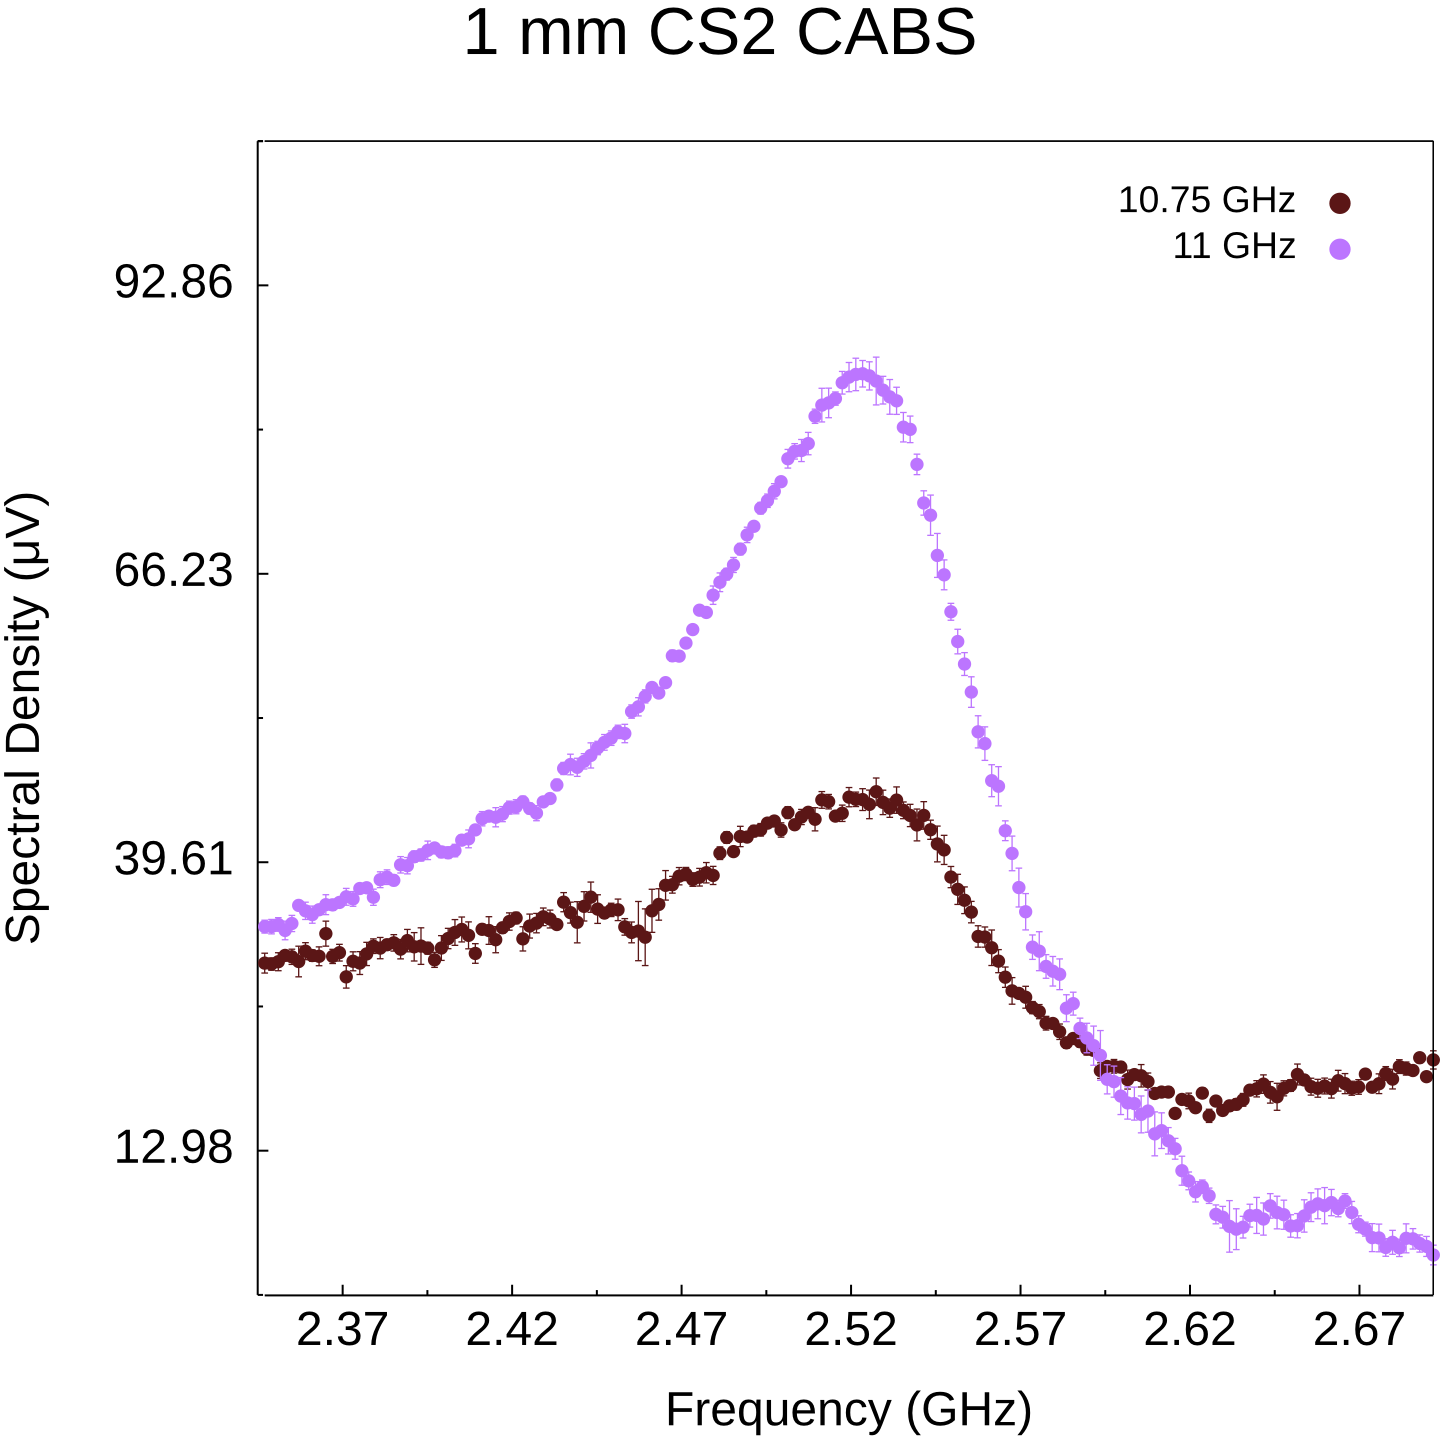 1 mm CS2 CABS
10.75 GHz
11 GHz
92.86
66.23
39.61
12.98
Spectral Density (μV)
2.37 2.42 2.47 2.52 2.57 2.62 2.67
Frequency (GHz)